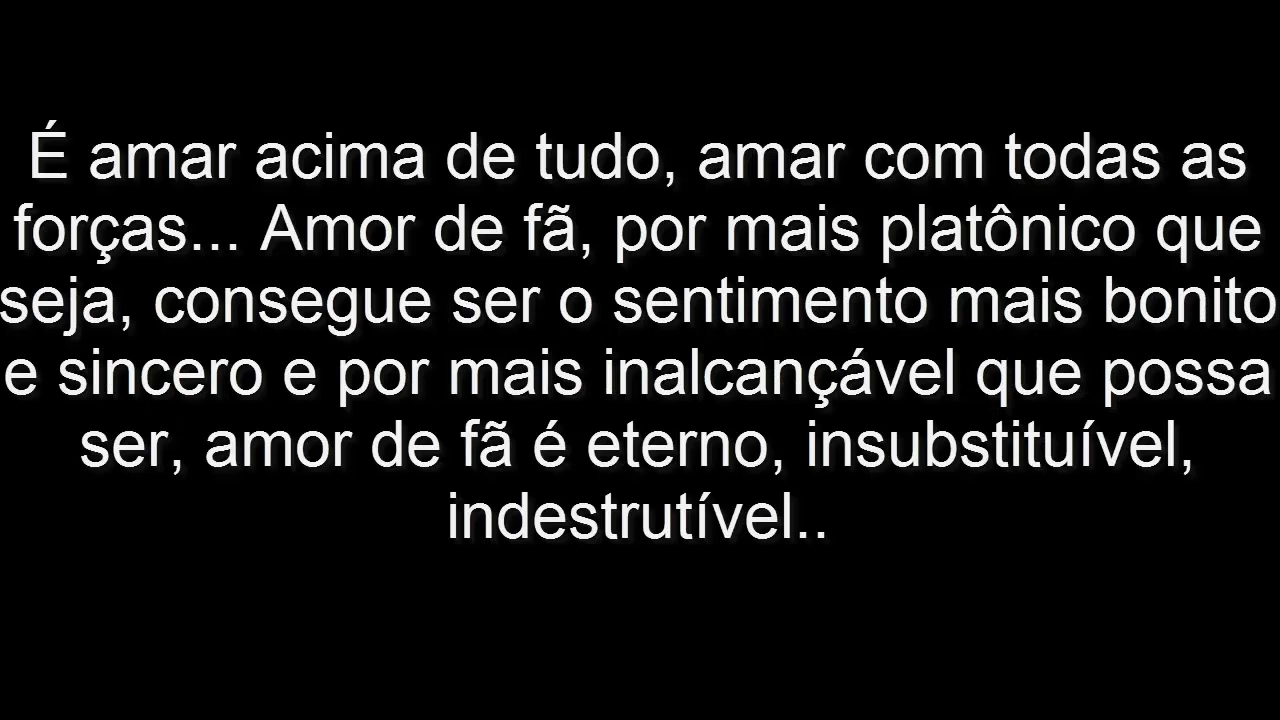 É amar acima de tudo, amar com todas as
forças... Amor de fã, por mais platônico que
seja, consegue ser o sentimento mais bonito
e sincero e por mais inalcançável que possa
ser, amor de fã é eterno, insubstituível,
indestrutível..